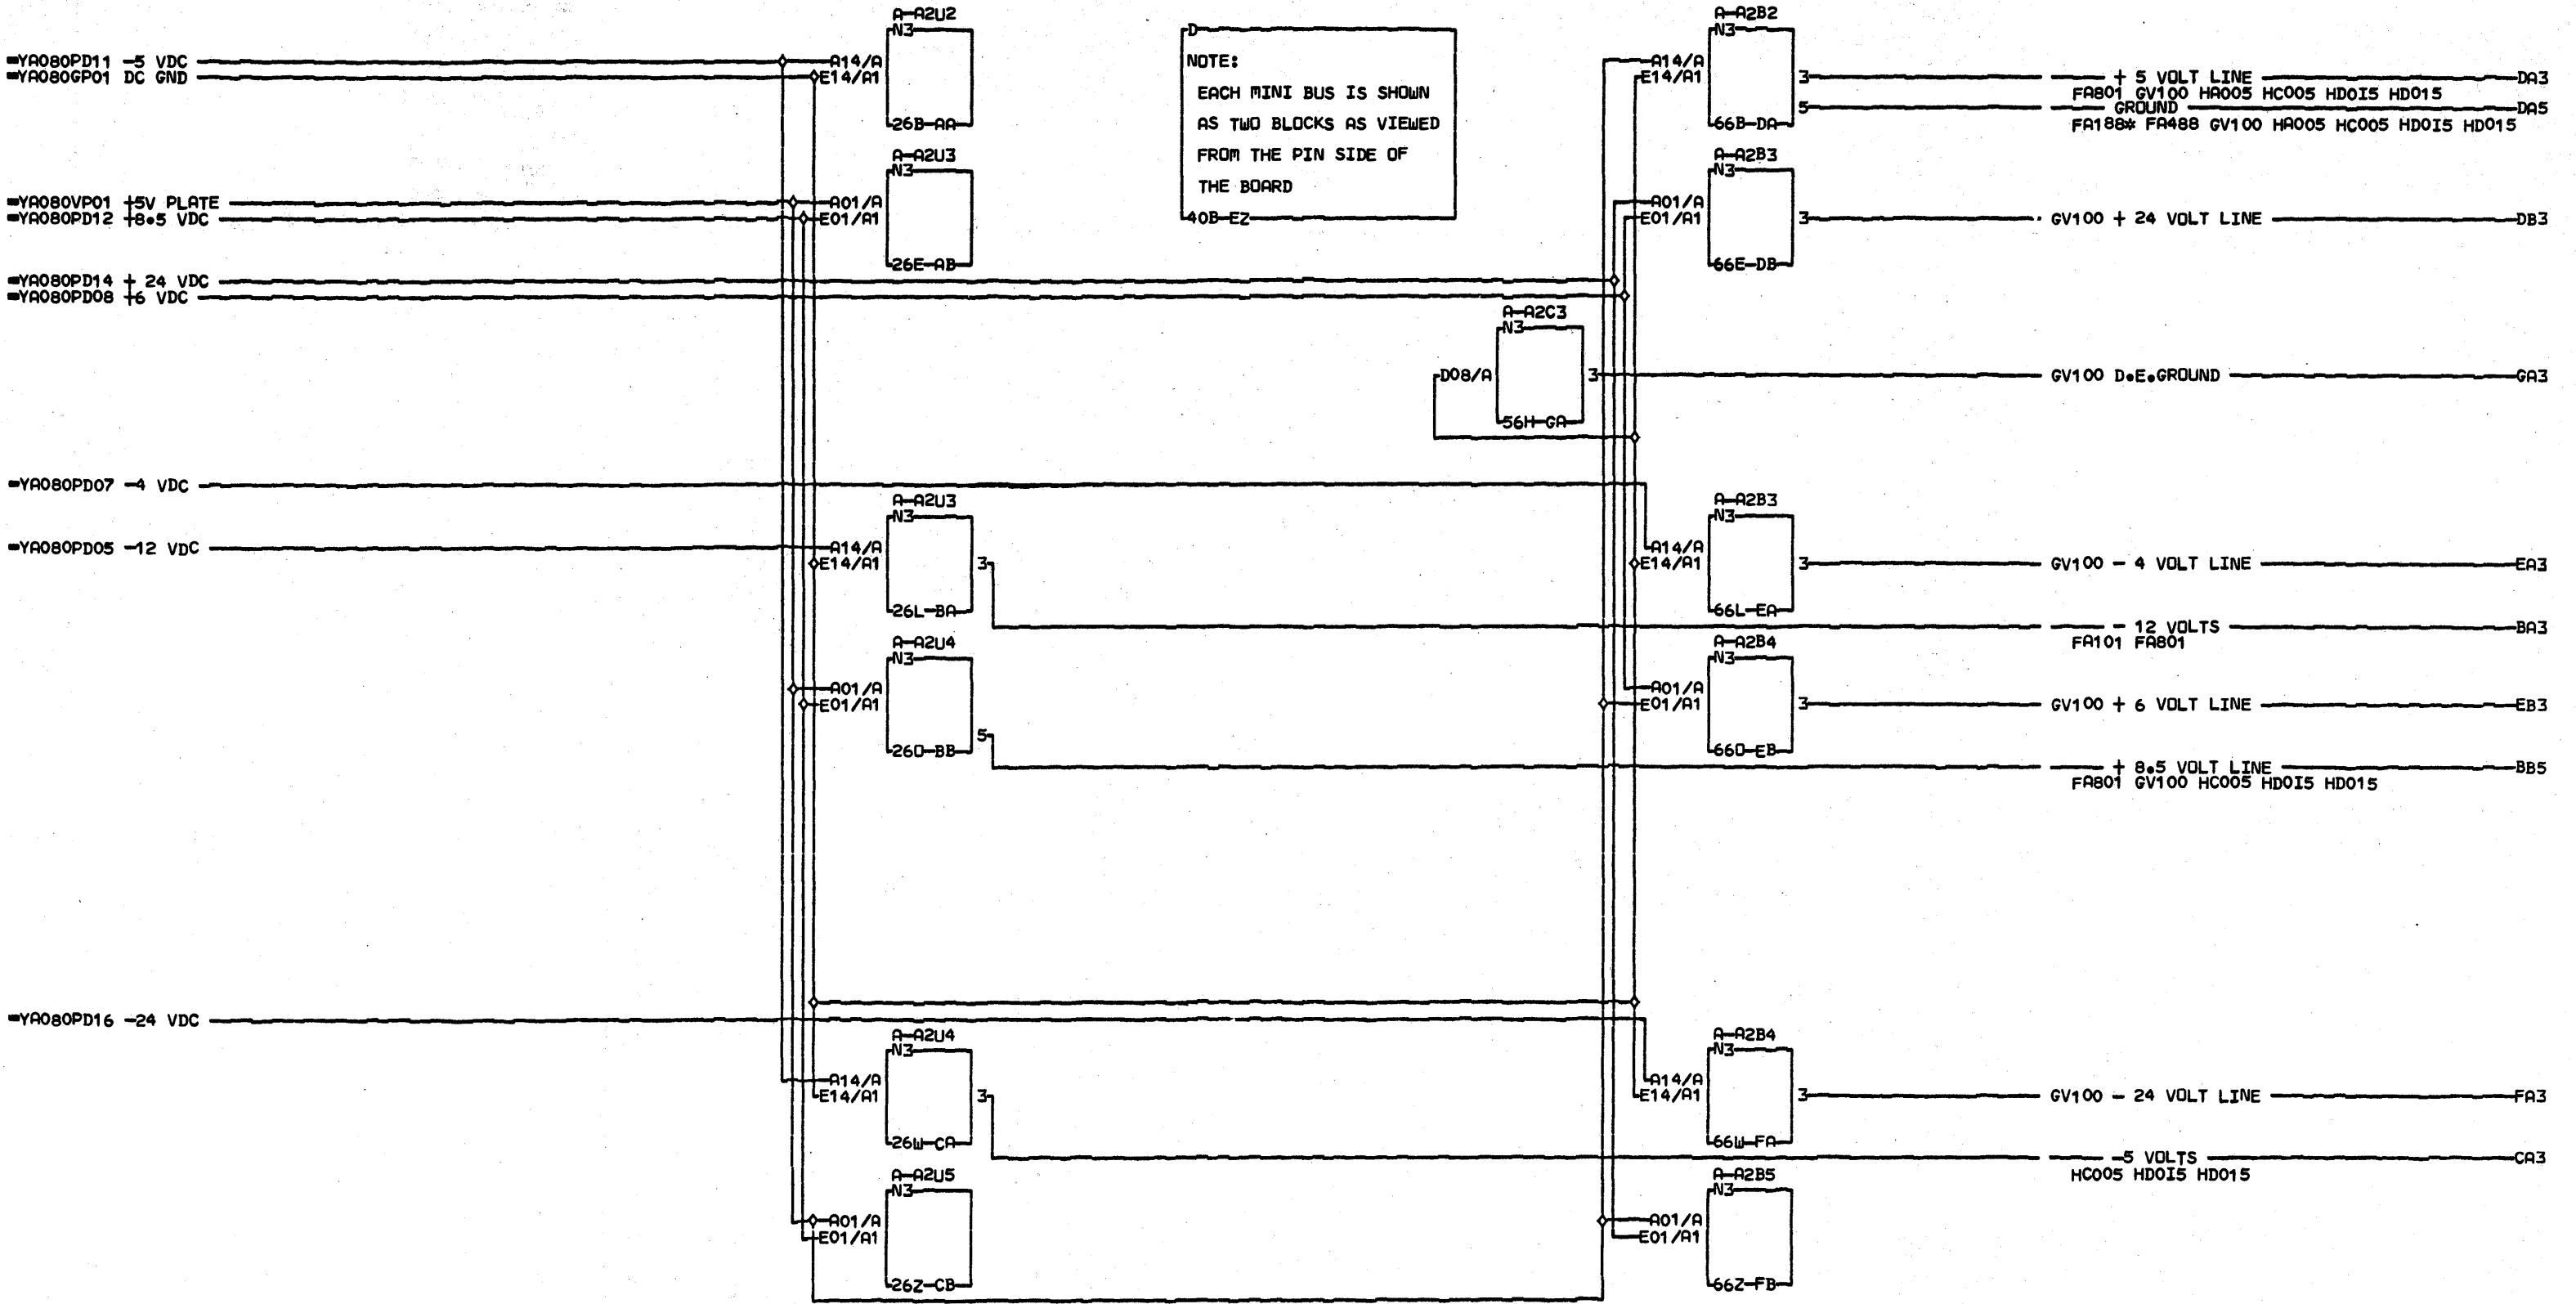 A-A2U2
N3
=YA080PD11 -5 VDC
=YA080GP01 DC GND
A14/A
E14/A1
26B-AA
A-A2U3
N3
=YA080VP01 +5V PLATE
=YA080PD12 +8.5 VDC
A01/A
E01/A1
26E-AB
=YA080PD14 + 24 VDC
=YA080PD08 +6 VDC
D
NOTE:
EACH MINI BUS IS SHOWN
AS TWO BLOCKS AS VIEWED
FROM THE PIN SIDE OF
THE BOARD
40B-EZ
A-A2B2
N3
A14/A
E14/A1
3
5
66B-DA
+ 5 VOLT LINE DA3
FA801 GV100 HA005 HC005 HD0I5 HD015
GROUND DA5
FA188* FA488 GV100 HA005 HC005 HD0I5 HD015
A-A2B3
N3
A01/A
E01/A1
3
66E-DB
GV100 + 24 VOLT LINE DB3
A-A2C3
N3
D08/A
3
56H-GA
GV100 D.E.GROUND GA3
=YA080PD07 -4 VDC
=YA080PD05 -12 VDC
A-A2U3
N3
A14/A
E14/A1
3
26L-BA
A-A2B3
N3
A14/A
E14/A1
3
66L-EA
GV100 - 4 VOLT LINE EA3
- 12 VOLTS BA3
FA101 FA801
A-A2U4
N3
A01/A
E01/A1
5
26O-BB
A-A2B4
N3
A01/A
E01/A1
3
66O-EB
GV100 + 6 VOLT LINE EB3
+ 8.5 VOLT LINE BB5
FA801 GV100 HC005 HD0I5 HD015
=YA080PD16 -24 VDC
A-A2U4
N3
A14/A
E14/A1
3
26W-CA
A-A2B4
N3
A14/A
E14/A1
3
66W-FA
GV100 - 24 VOLT LINE FA3
-5 VOLTS CA3
HC005 HD0I5 HD015
A-A2U5
N3
A01/A
E01/A1
26Z-CB
A-A2B5
N3
A01/A
E01/A1
66Z-FB